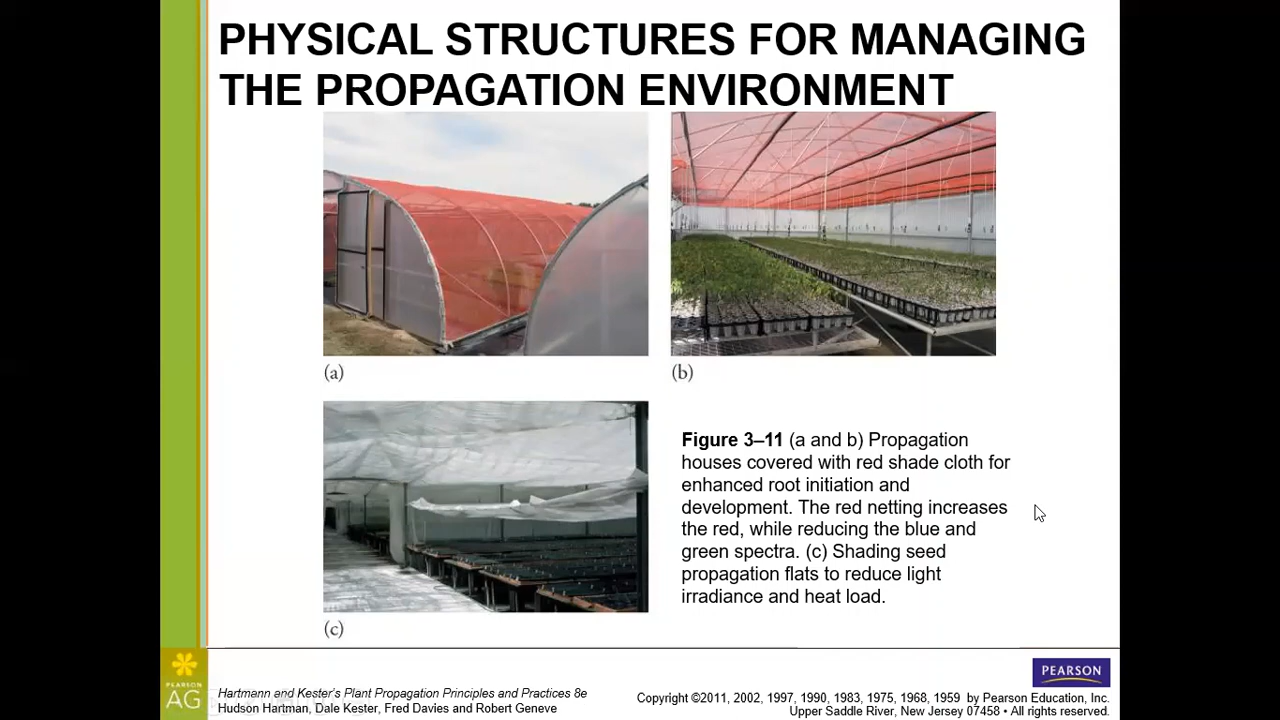 PHYSICAL STRUCTURES FOR MANAGING
THE PROPAGATION ENVIRONMENT
(a)
(b)
Figure 3–11 (a and b) Propagation
houses covered with red shade cloth for
enhanced root initiation and
development. The red netting increases
the red, while reducing the blue and
green spectra. (c) Shading seed
propagation flats to reduce light
irradiance and heat load.
(c)
PEARSON
AG
Hartmann and Kester's Plant Propagation Principles and Practices 8e
Hudson Hartman, Dale Kester, Fred Davies and Robert Geneve
PEARSON
Copyright ©2011, 2002, 1997, 1990, 1983, 1975, 1968, 1959 by Pearson Education, Inc.
Upper Saddle River, New Jersey 07458 • All rights reserved.